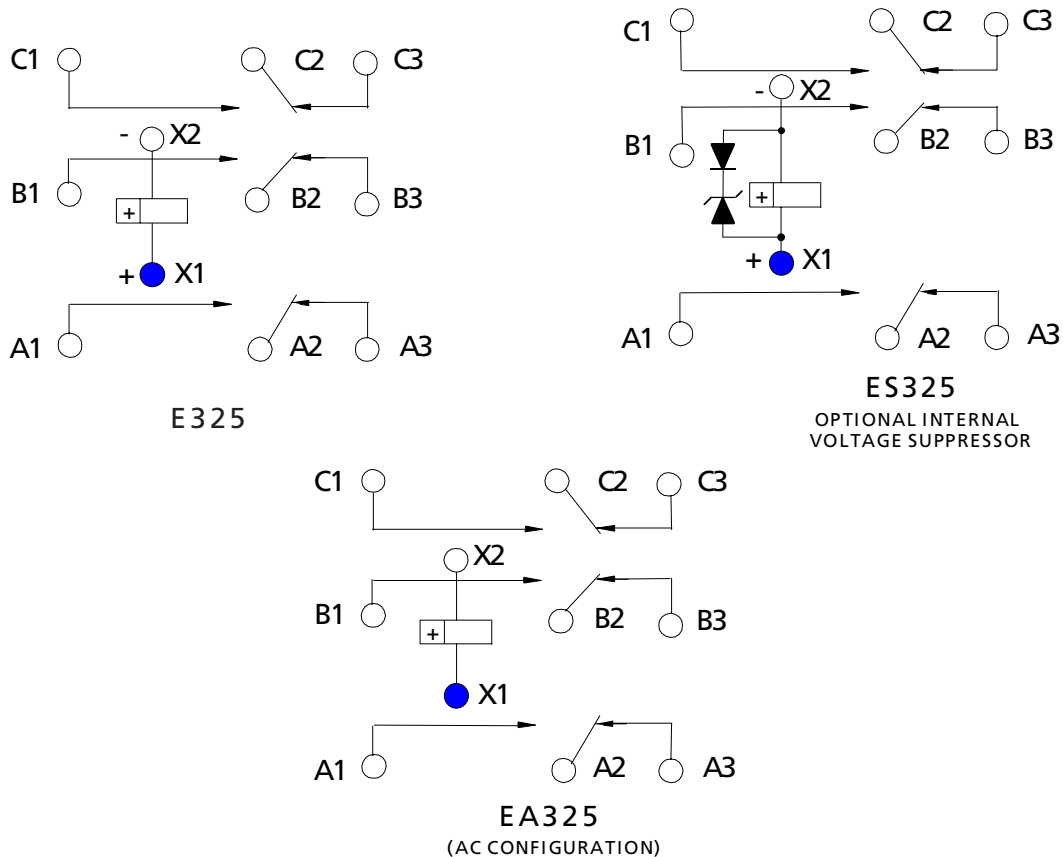 C1 C2 C3
- X2
B1 B2 B3
+
+ X1
A1 A2 A3
E325
C1 C2 C3
- X2
B1 B2 B3
+
+ X1
A1 A2 A3
ES325
OPTIONAL INTERNAL
VOLTAGE SUPPRESSOR
C1 C2 C3
X2
B1 B2 B3
+
X1
A1 A2 A3
EA325
(AC CONFIGURATION)